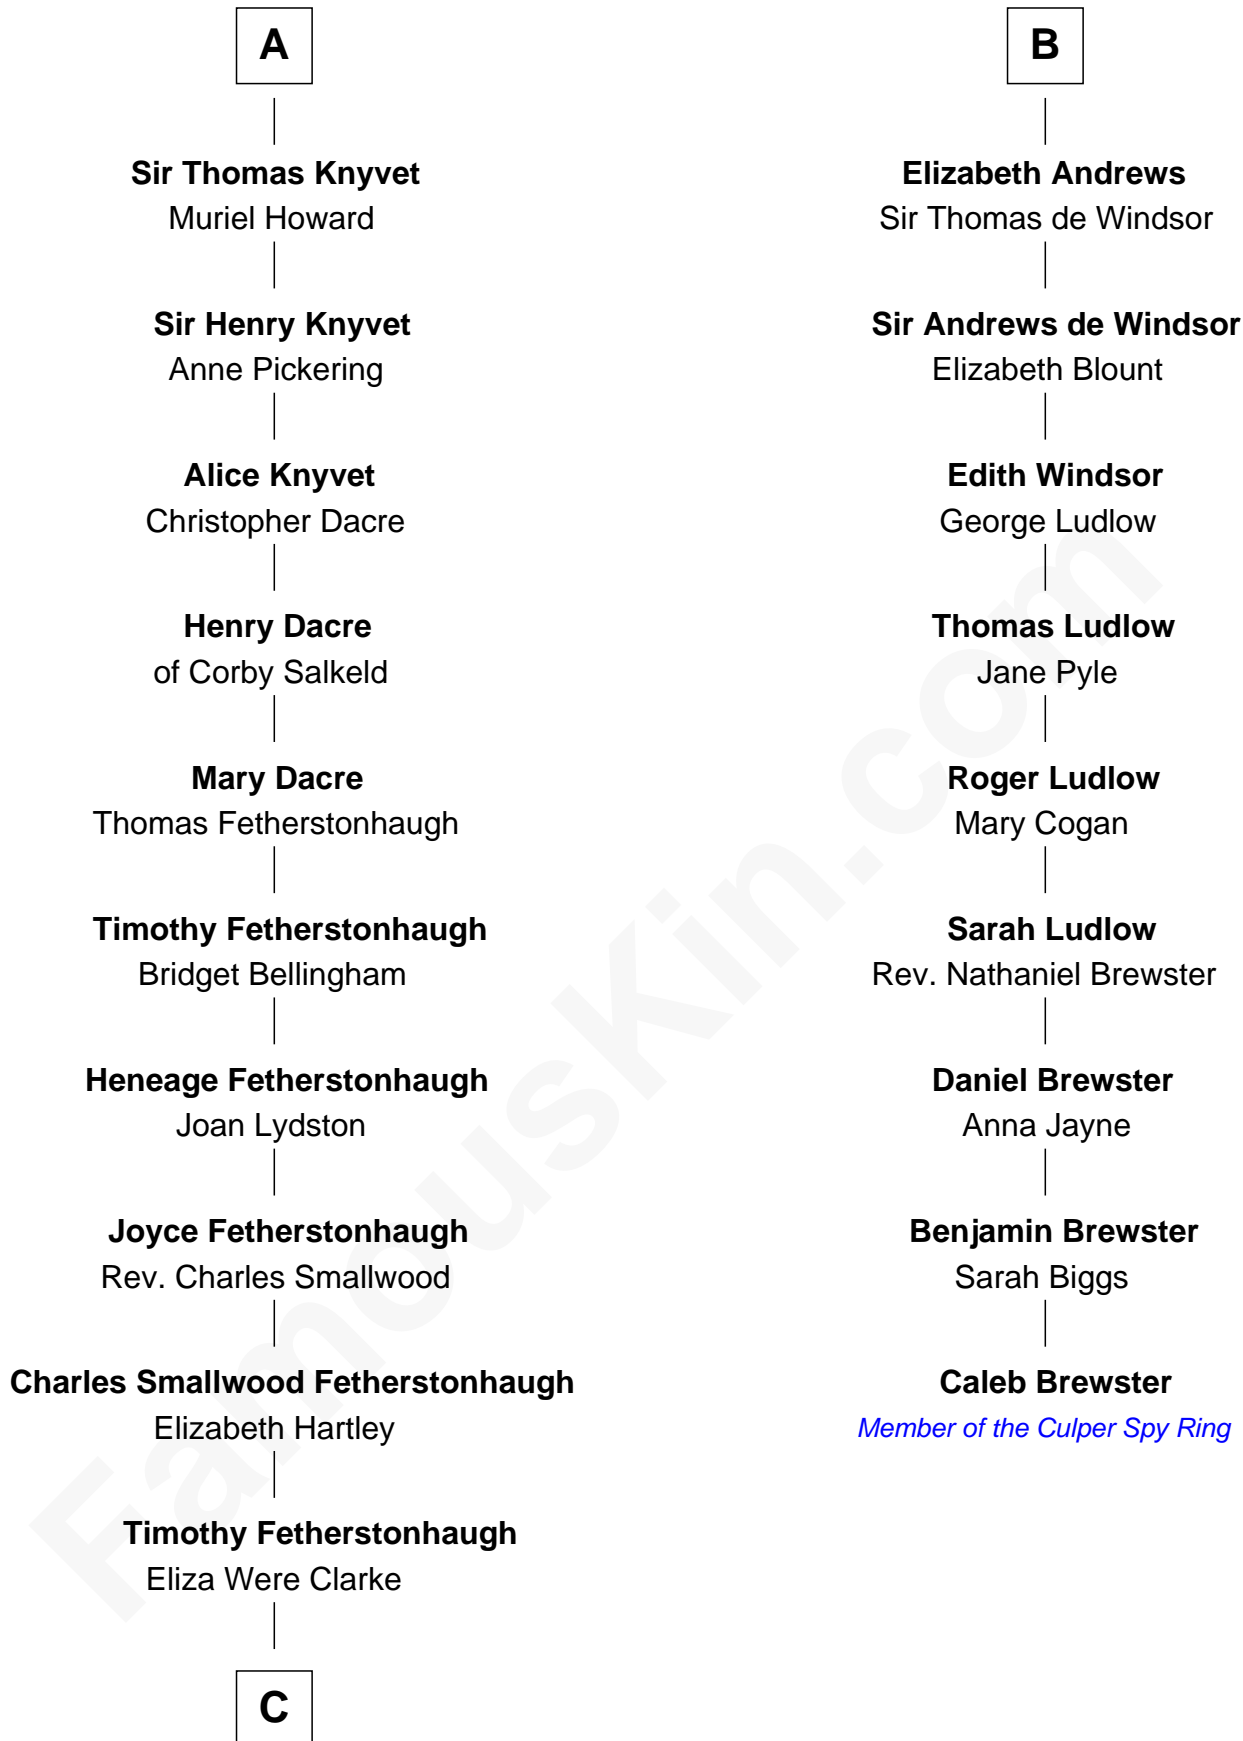 A
Sir Thomas Knyvet
Muriel Howard
Sir Henry Knyvet
Anne Pickering
Alice Knyvet
Christopher Dacre
Henry Dacre
of Corby Salkeld
Mary Dacre
Thomas Fetherstonhaugh
Timothy Fetherstonhaugh
Bridget Bellingham
Heneage Fetherstonhaugh
Joan Lydston
Joyce Fetherstonhaugh
Rev. Charles Smallwood
Charles Smallwood Fetherstonhaugh
Elizabeth Hartley
Timothy Fetherstonhaugh
Eliza Were Clarke
C
B
Elizabeth Andrews
Sir Thomas de Windsor
Sir Andrews de Windsor
Elizabeth Blount
Edith Windsor
George Ludlow
Thomas Ludlow
Jane Pyle
Roger Ludlow
Mary Cogan
Sarah Ludlow
Rev. Nathaniel Brewster
Daniel Brewster
Anna Jayne
Benjamin Brewster
Sarah Biggs
Caleb Brewster
Member of the Culper Spy Ring
FamousKin.com